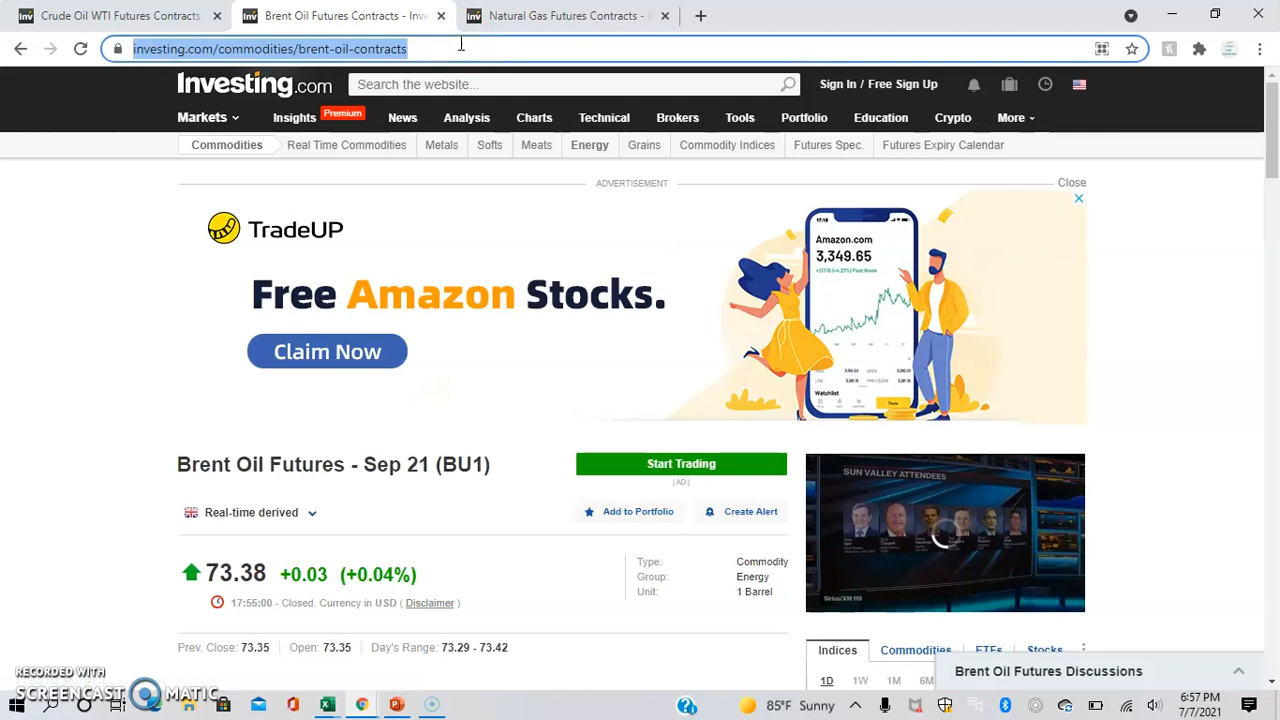 Crude Oil WTI Futures Contracts
Brent Oil Futures Contracts - Inve
Natural Gas Futures Contracts -
investing.com/commodities/brent-oil-contracts
Investing.com
Search the website...
Sign In / Free Sign Up
Markets
Insights
Premium
News
Analysis
Charts
Technical
Brokers
Tools
Portfolio
Education
Crypto
More
Commodities
Real Time Commodities
Metals
Softs
Meats
Energy
Grains
Commodity Indices
Futures Spec.
Futures Expiry Calendar
ADVERTISEMENT
Close
TradeUP
Free Amazon Stocks.
Claim Now
Amazon.com
3,349.65
Watchlist
Brent Oil Futures - Sep 21 (BU1)
Start Trading
[AD]
Real-time derived
Add to Portfolio
Create Alert
73.38 +0.03 (+0.04%)
17:55:00 - Closed. Currency in USD ( Disclaimer )
Type: Commodity
Group: Energy
Unit: 1 Barrel
Prev. Close: 73.35
Open: 73.35
Day's Range: 73.29 - 73.42
SUN VALLEY ATTENDEES
Sirius/XM 119
Indices
Commodities
ETFs
Stocks
1D
1W
1M
6M
Brent Oil Futures Discussions
RECORDED WITH
SCREENCAST MATIC
85°F Sunny
6:57 PM
7/7/2021